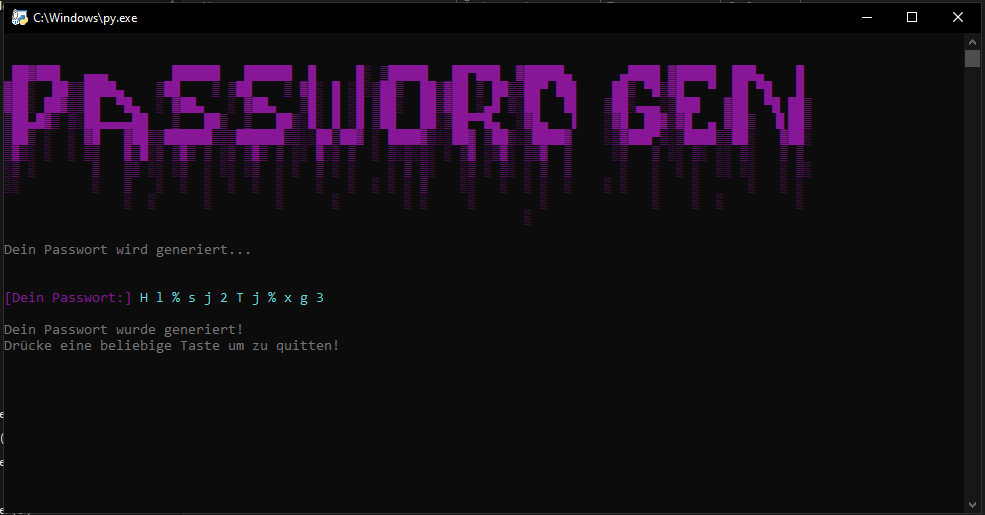 C:\Windows\py.exe
PASSWORD GEN
Dein Passwort wird generiert...
[Dein Passwort:] H l % s j 2 T j % x g 3
Dein Passwort wurde generiert!
Drücke eine beliebige Taste um zu quitten!